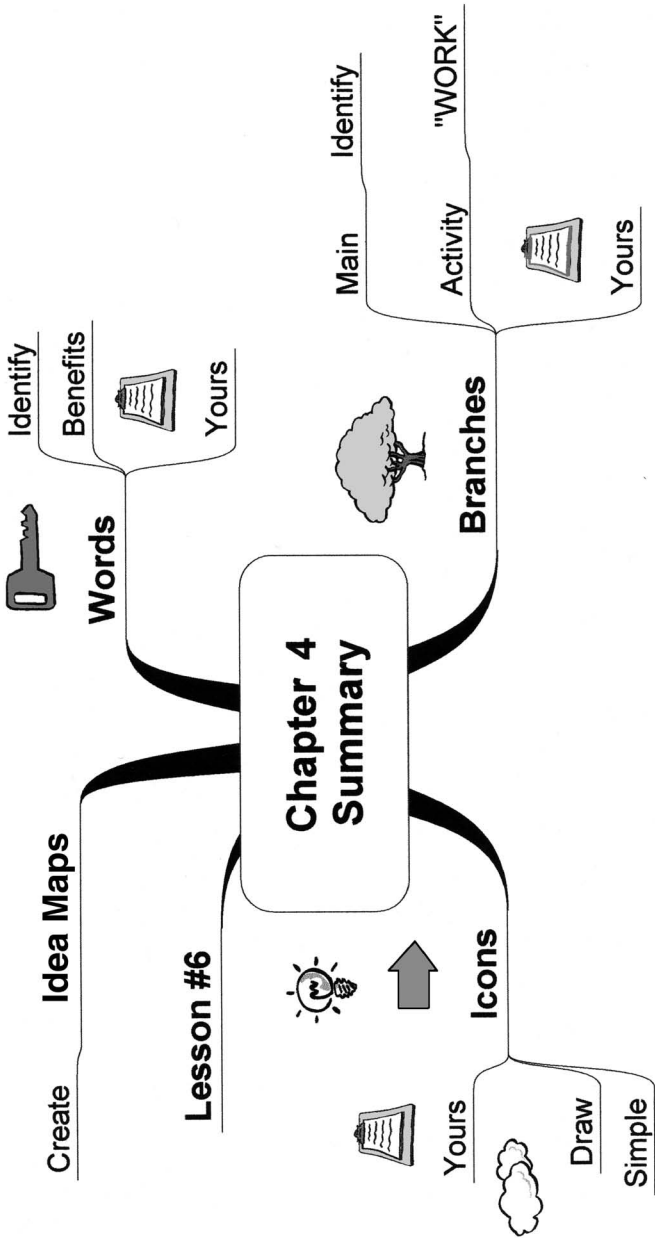 Chapter 4
Summary
Words
Identify
Benefits
Yours
Branches
Main
Identify
Activity
"WORK"
Yours
Icons
Yours
Draw
Simple
Lesson #6
Idea Maps
Create